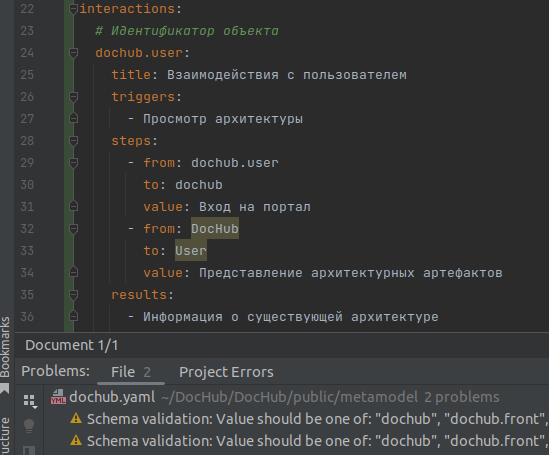 22 interactions:
23 # Идентификатор объекта
24 dochub.user:
25 title: Взаимодействия с пользователем
26 triggers:
27 - Просмотр архитектуры
28 steps:
29 - from: dochub.user
30 to: dochub
31 value: Вход на портал
32 - from: DocHub
33 to: User
34 value: Представление архитектурных артефактов
35 results:
36 - Информация о существующей архитектуре
Document 1/1
Problems: File 2 Project Errors
dochub.yaml ~/DocHub/DocHub/public/metamodel 2 problems
Schema validation: Value should be one of: "dochub", "dochub.front",
Schema validation: Value should be one of: "dochub", "dochub.front",
Bookmarks
ucture
YML